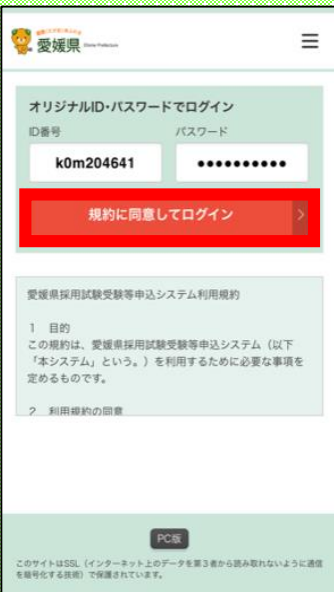 愛媛県 Ehime Prefecture
オリジナルID・パスワードでログイン
ID番号 パスワード
k0m204641 ••••••••••
規約に同意してログイン
愛媛県採用試験受験等申込システム利用規約
1 目的
この規約は、愛媛県採用試験受験等申込システム（以下
「本システム」という。）を利用するために必要な事項を
定めるものです。
2 利用規約の同意
PC版
このサイトはSSL（インターネット上のデータを第3者から読み取れないように通信
を暗号化する技術）で保護されています。